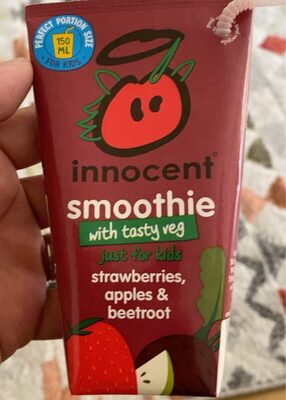 PERFECT PORTION SIZE
150
ML
FOR KIDS
innocent
smoothie
with tasty veg
just for kids
strawberries,
apples &
beetroot